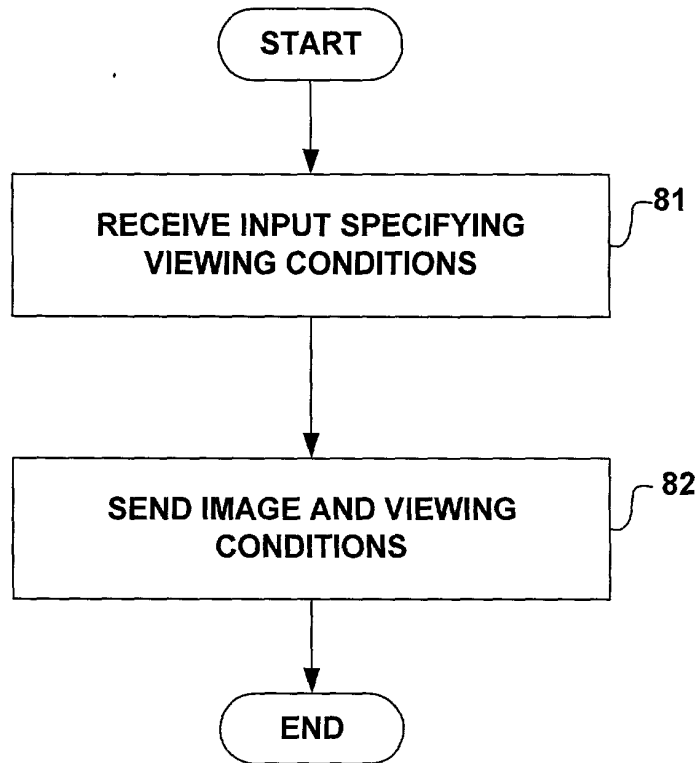 START
RECEIVE INPUT SPECIFYING
VIEWING CONDITIONS
81
SEND IMAGE AND VIEWING
CONDITIONS
82
END